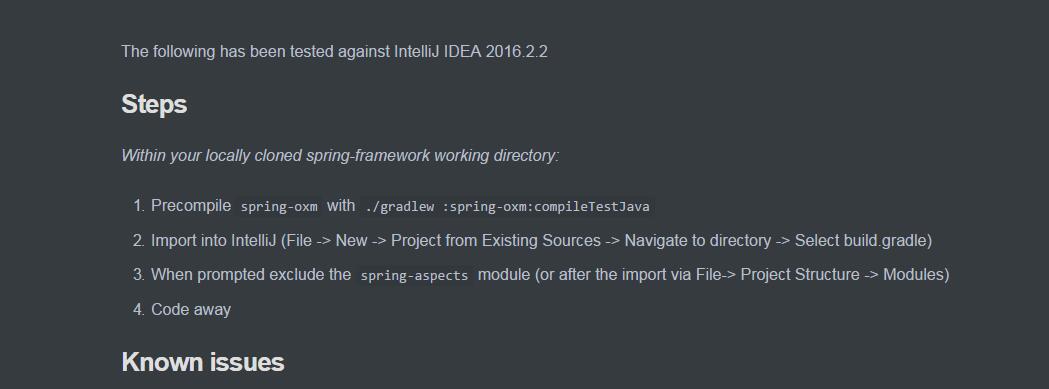 The following has been tested against IntelliJ IDEA 2016.2.2
Steps
Within your locally cloned spring-framework working directory:
1. Precompile spring-oxm with ./gradlew :spring-oxm:compileTestJava
2. Import into IntelliJ (File -> New -> Project from Existing Sources -> Navigate to directory -> Select build.gradle)
3. When prompted exclude the spring-aspects module (or after the import via File-> Project Structure -> Modules)
4. Code away
Known issues